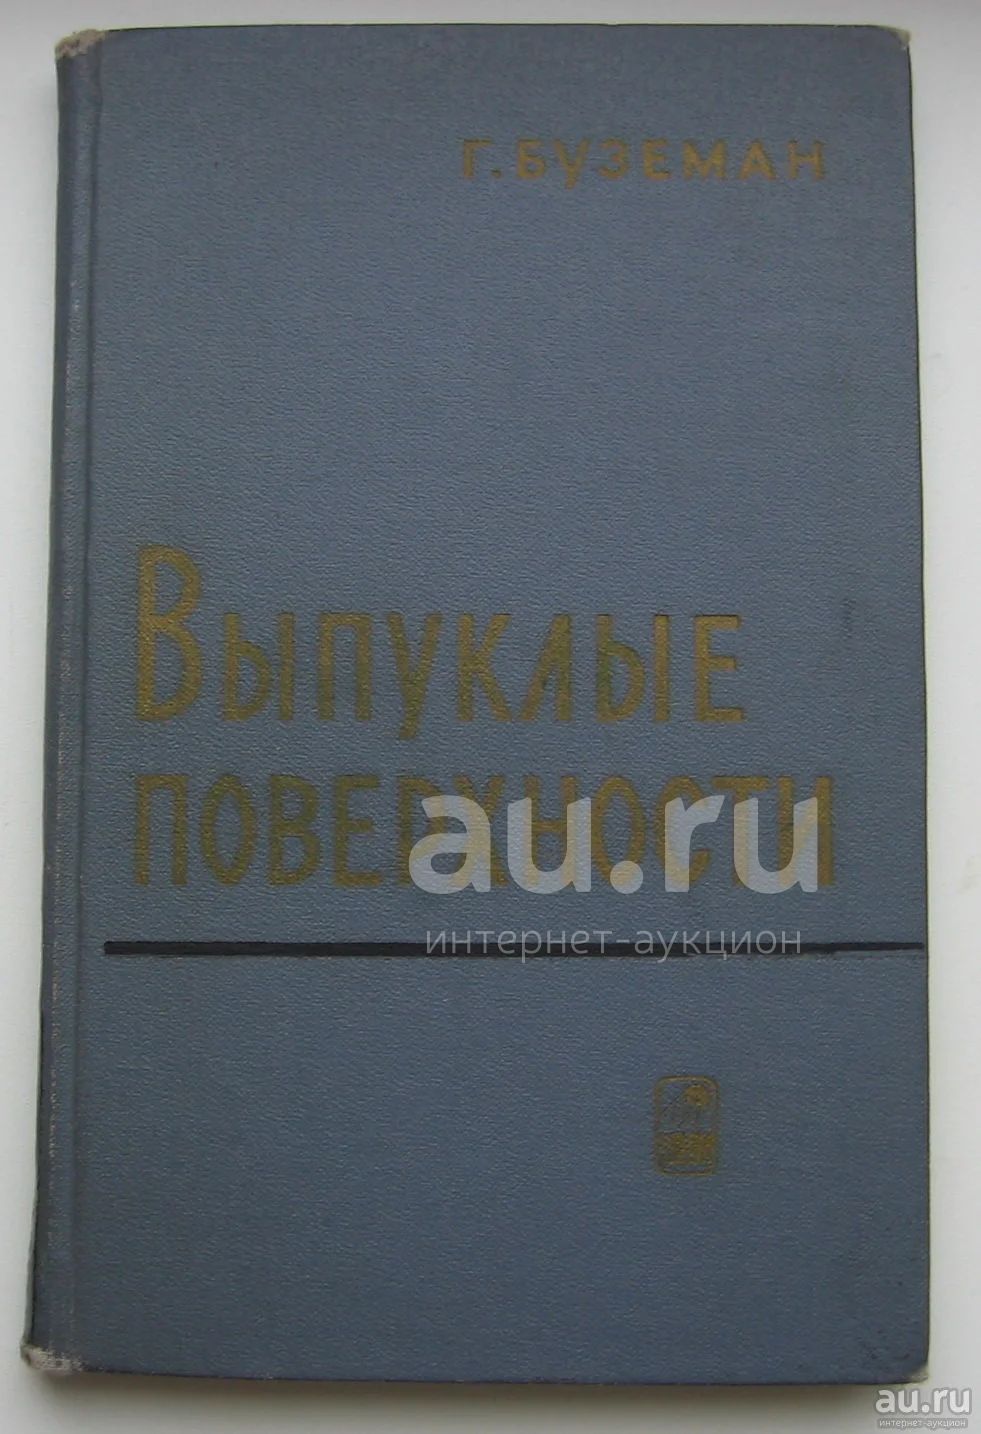 Г. БУЗЕМАН
ВЫПУКЛЫЕ
ПОВЕРХНОСТИ
au.ru
интернет-аукцион
au.ru
интернет-аукцион